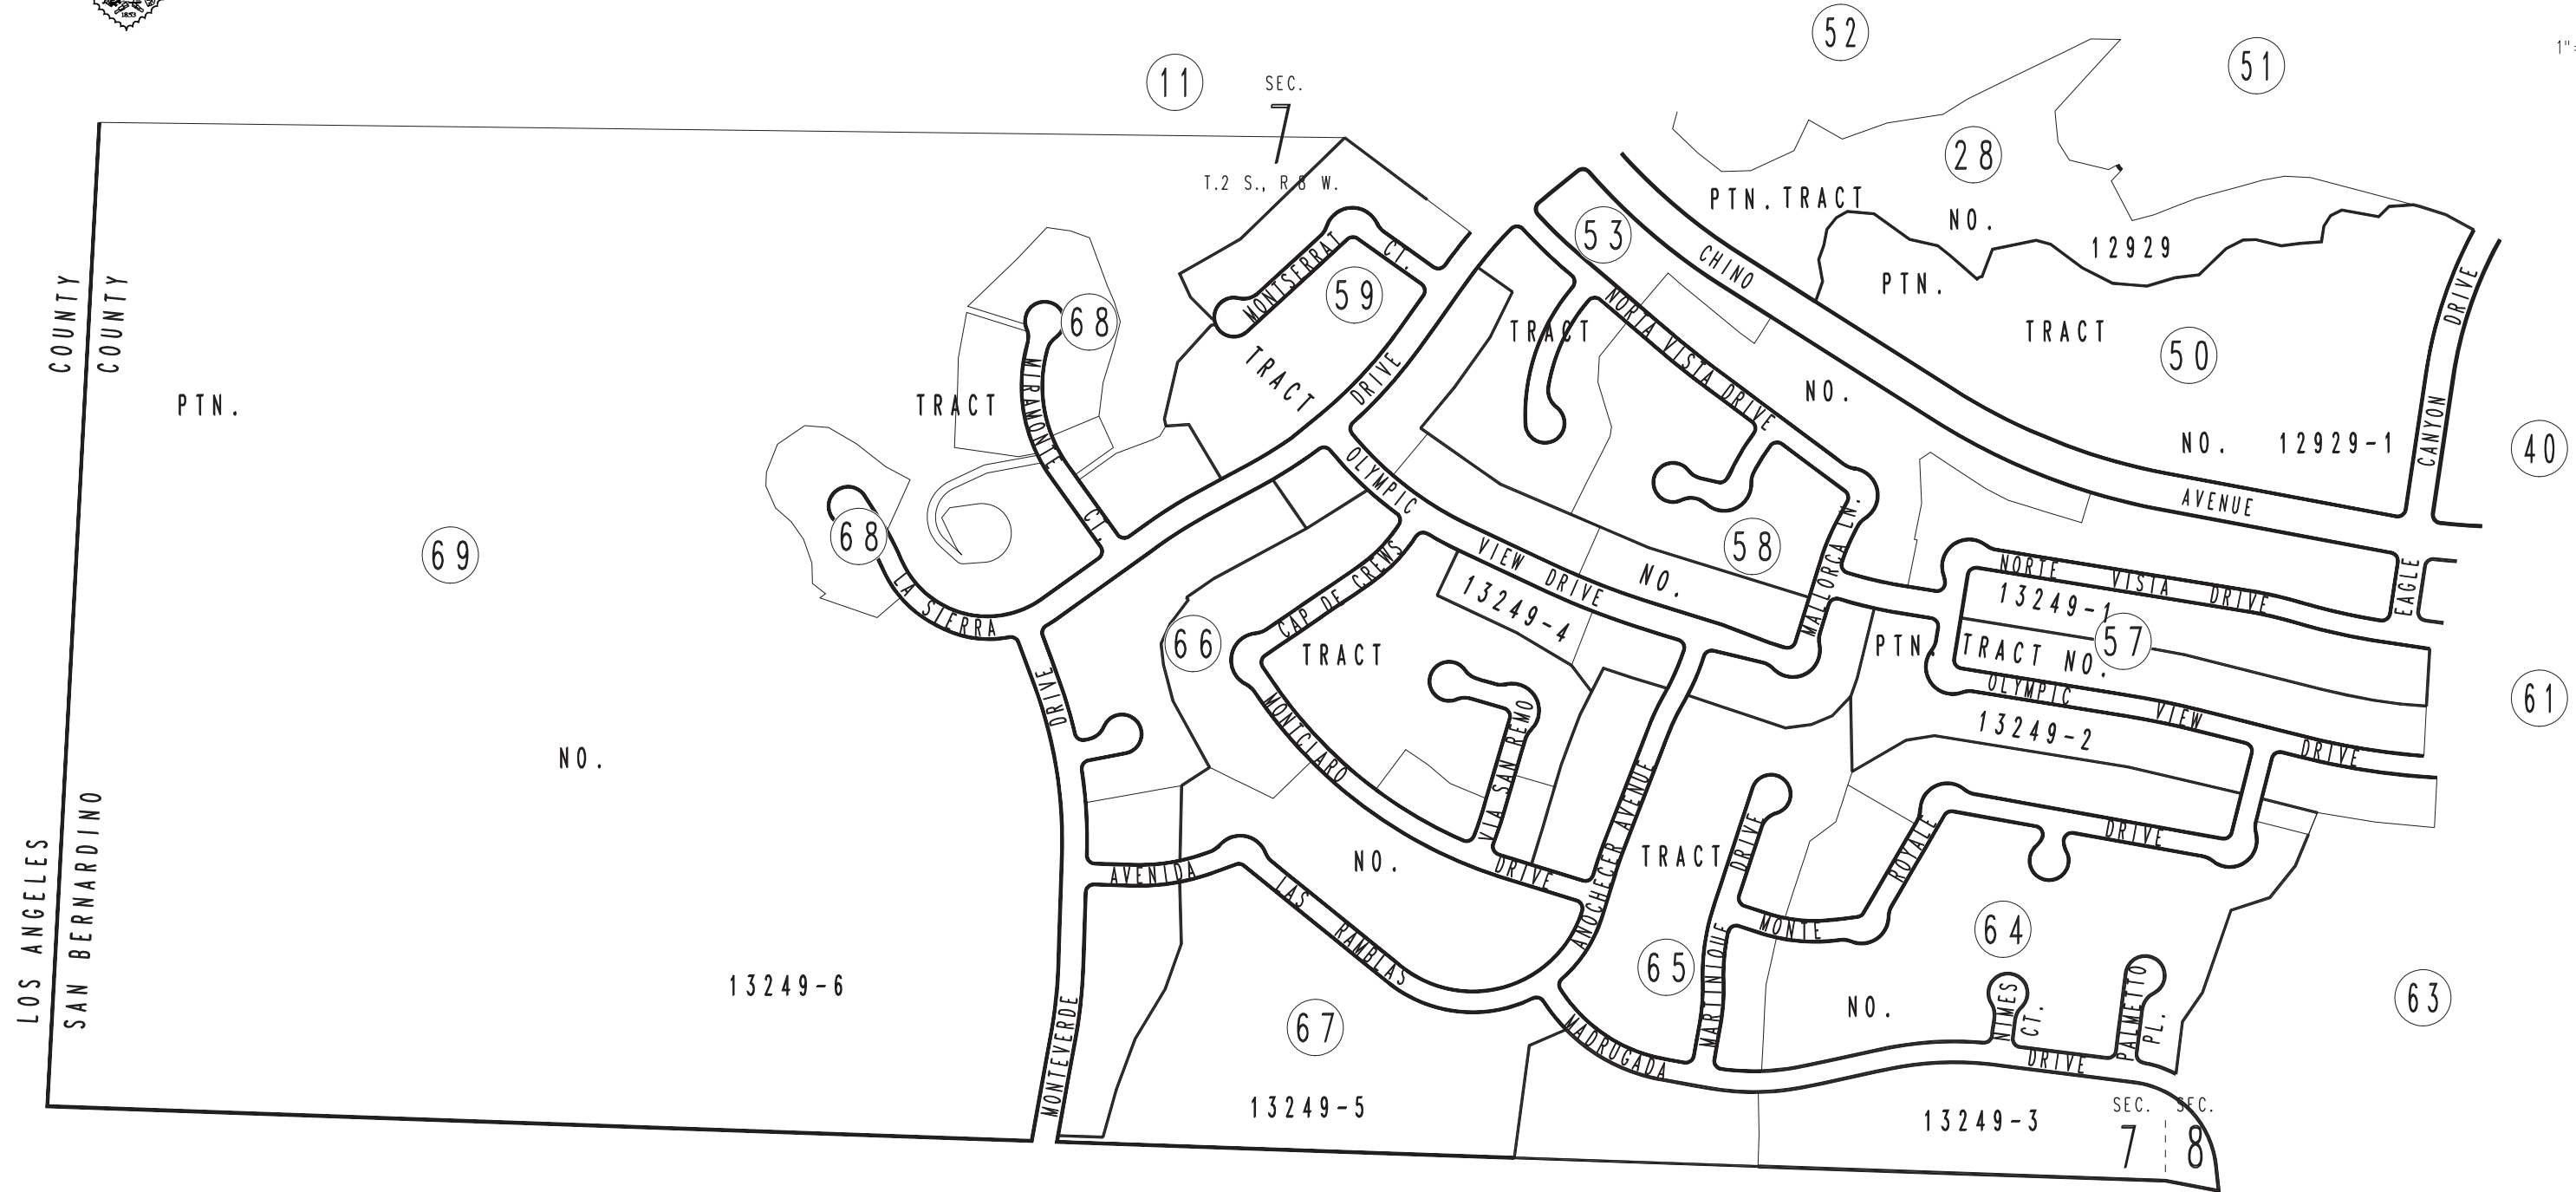 1853
52
51
1"=
11
SEC.
7
T.2 S., R 8 W.
28
PTN. TRACT
NO.
12929
53
CHINO
PTN.
TRACT
50
NO. 12929-1
CANYON DRIVE
40
AVENUE
COUNTY
COUNTY
68
MIRAMONTE CT.
MONTSERRAT CT.
59
TRACT
DRIVE
TRACT
NORTA VISTA DRIVE
NO.
PTN.
TRACT
69
68
LA SIERRA
DRIVE
OLYMPIC
VIEW DRIVE
NO.
58
MALLORCA LN.
NORTE VISTA DRIVE
EAGLE
13249-1
57
PTN.
TRACT NO.
OLYMPIC VIEW DRIVE
61
13249-2
CAP DE CREWS
13249-4
66
TRACT
MONTCLARO
DRIVE
VIA SAN REMO
NO.
NO.
ANOCHECER AVENUE
TRACT
DRIVE
MARTINIQUE
MONTE
ROYALE
DRIVE
AVENIDA
LAS RAMBLAS
LOS ANGELES
SAN BERNARDINO
13249-6
MONTEVERDE
67
13249-5
65
64
NO.
63
MADRUGADA
DRIVE
NIMES CT.
PALMETTO PL.
13249-3
SEC. SEC.
7 8